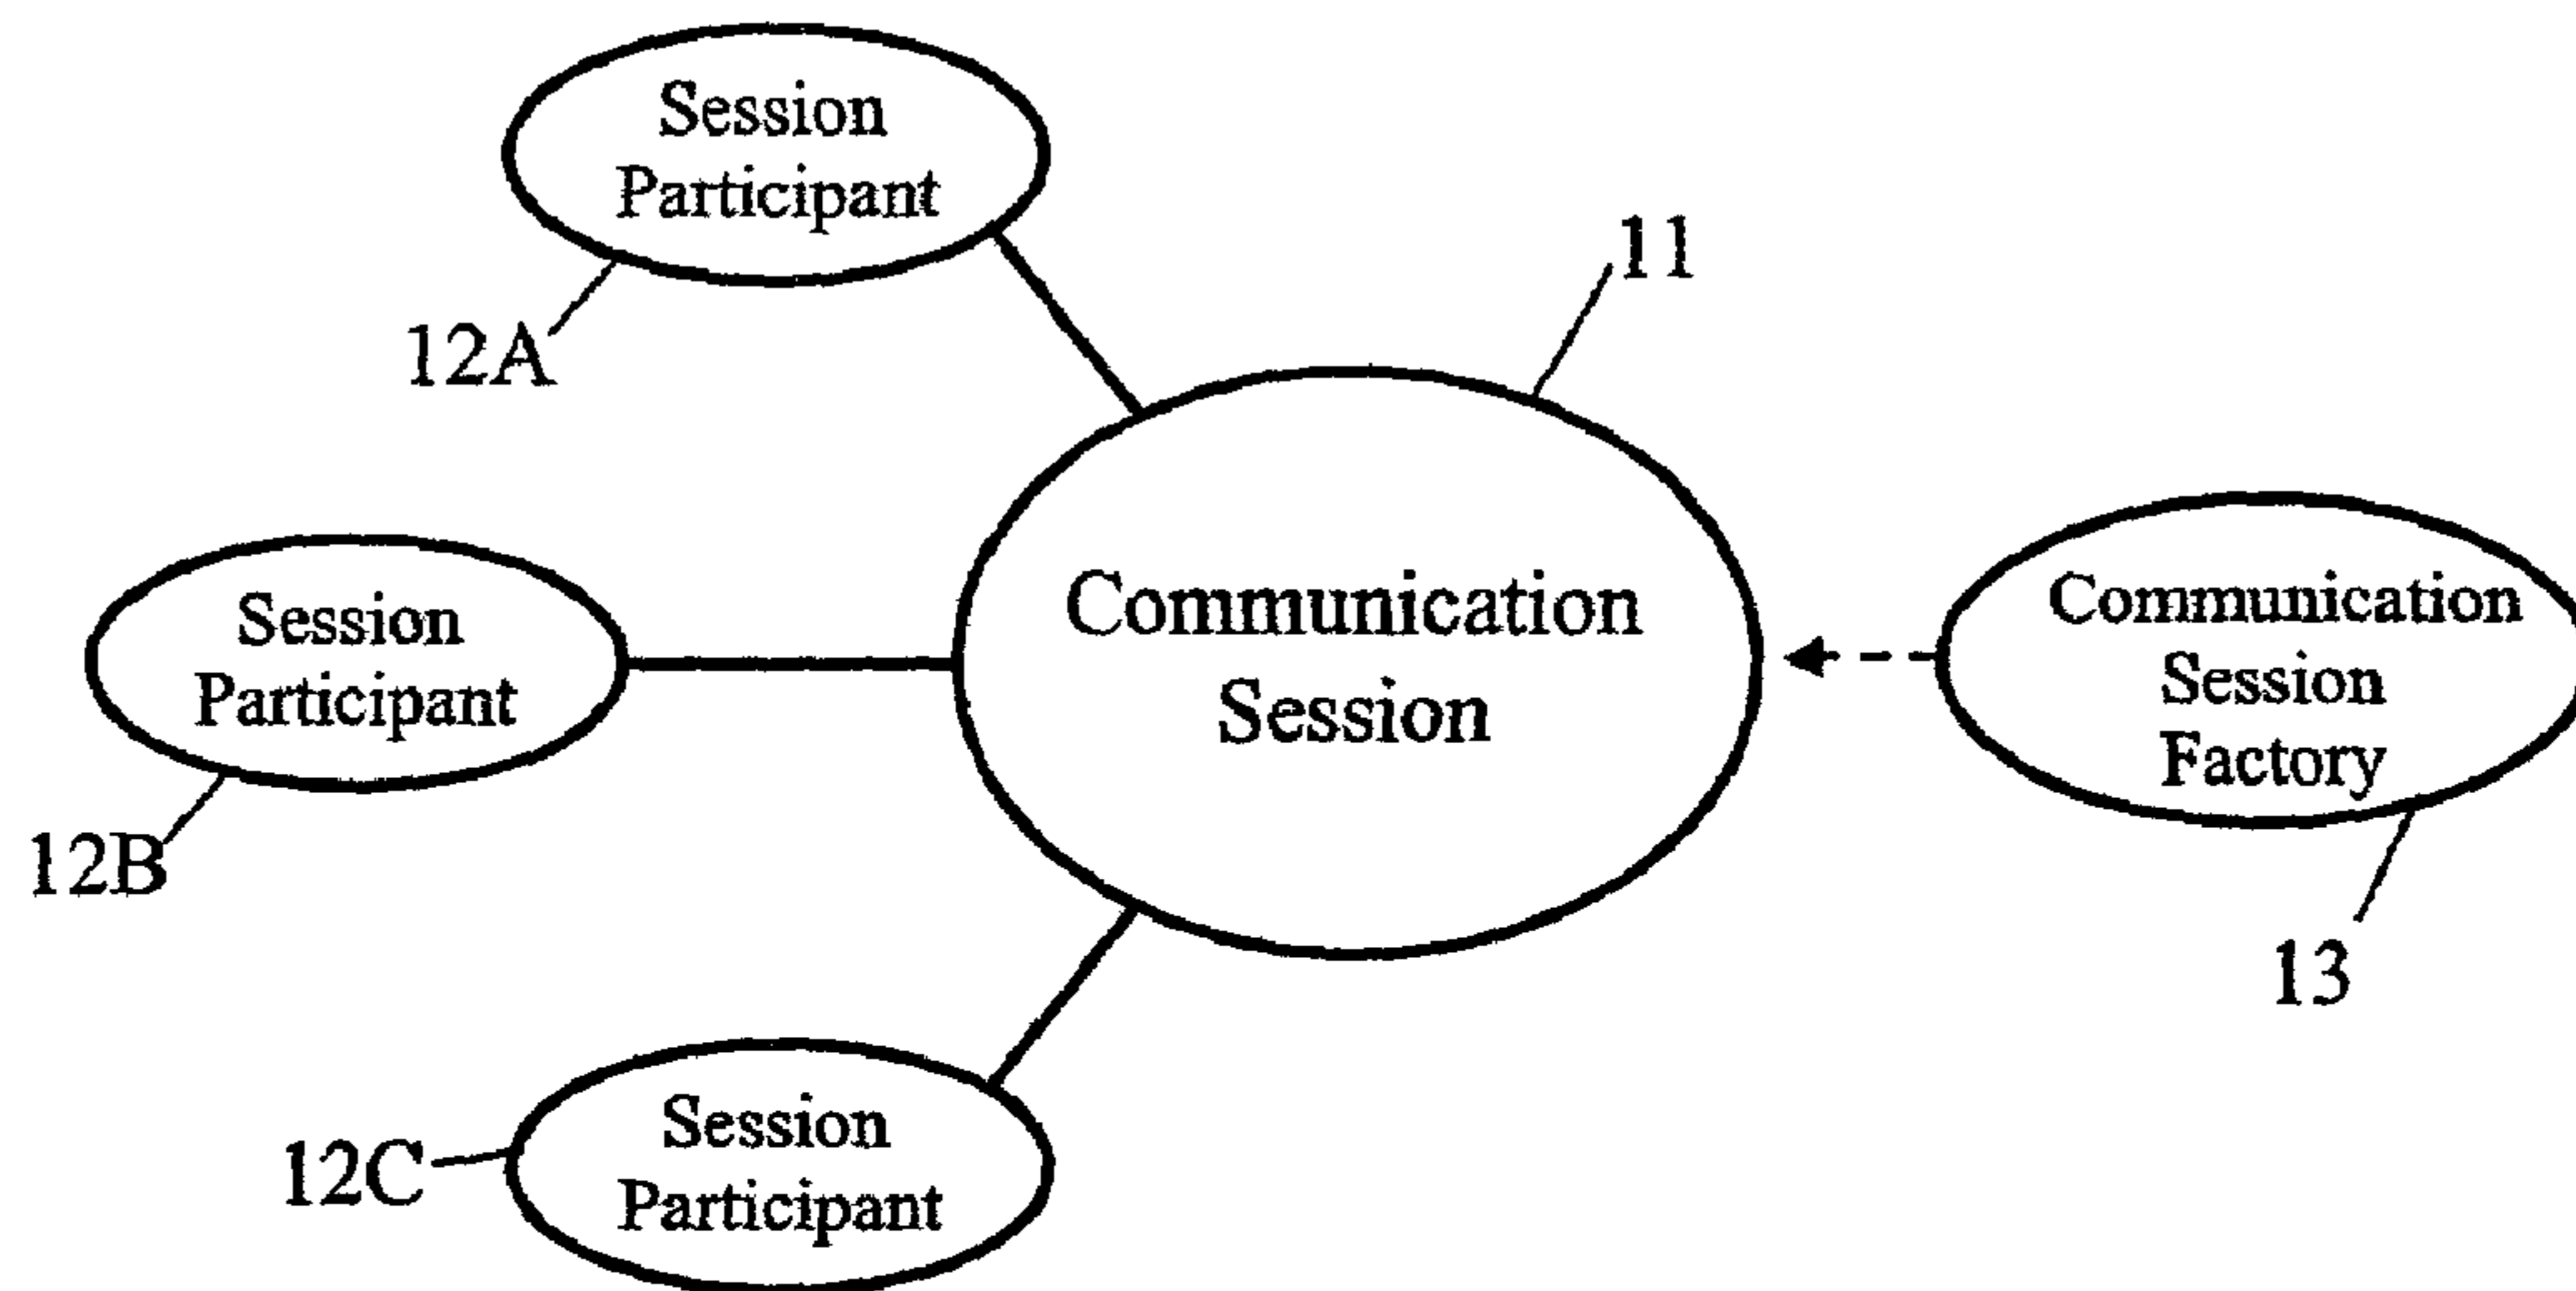 Session
Participant
12A
11
Session
Participant
12B
Communication
Session
Communication
Session
Factory
13
Session
Participant
12C